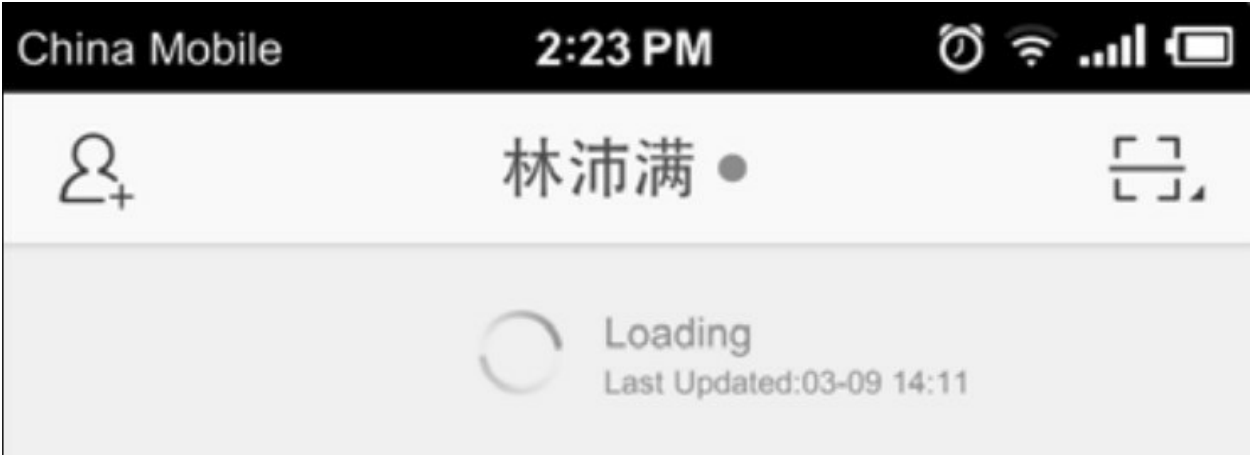 China Mobile 2:23 PM
林沛满
Loading
Last Updated:03-09 14:11